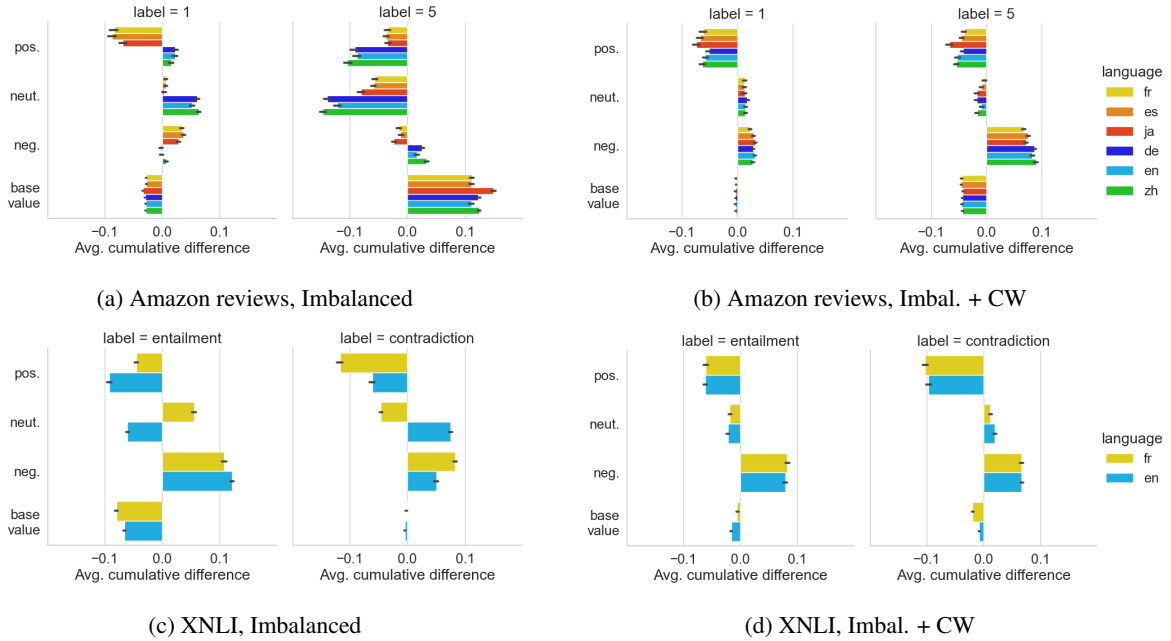 label = 1
label = 5
pos.
neut.
neg.
base
value
−0.1 0.0 0.1
Avg. cumulative difference
−0.1 0.0 0.1
Avg. cumulative difference
(a) Amazon reviews, Imbalanced
label = 1
label = 5
pos.
neut.
neg.
base
value
−0.1 0.0 0.1
Avg. cumulative difference
−0.1 0.0 0.1
Avg. cumulative difference
language
fr
es
ja
de
en
zh
(b) Amazon reviews, Imbal. + CW
label = entailment
label = contradiction
pos.
neut.
neg.
base
value
−0.1 0.0 0.1
Avg. cumulative difference
−0.1 0.0 0.1
Avg. cumulative difference
(c) XNLI, Imbalanced
label = entailment
label = contradiction
pos.
neut.
neg.
base
value
−0.1 0.0 0.1
Avg. cumulative difference
−0.1 0.0 0.1
Avg. cumulative difference
language
fr
en
(d) XNLI, Imbal. + CW